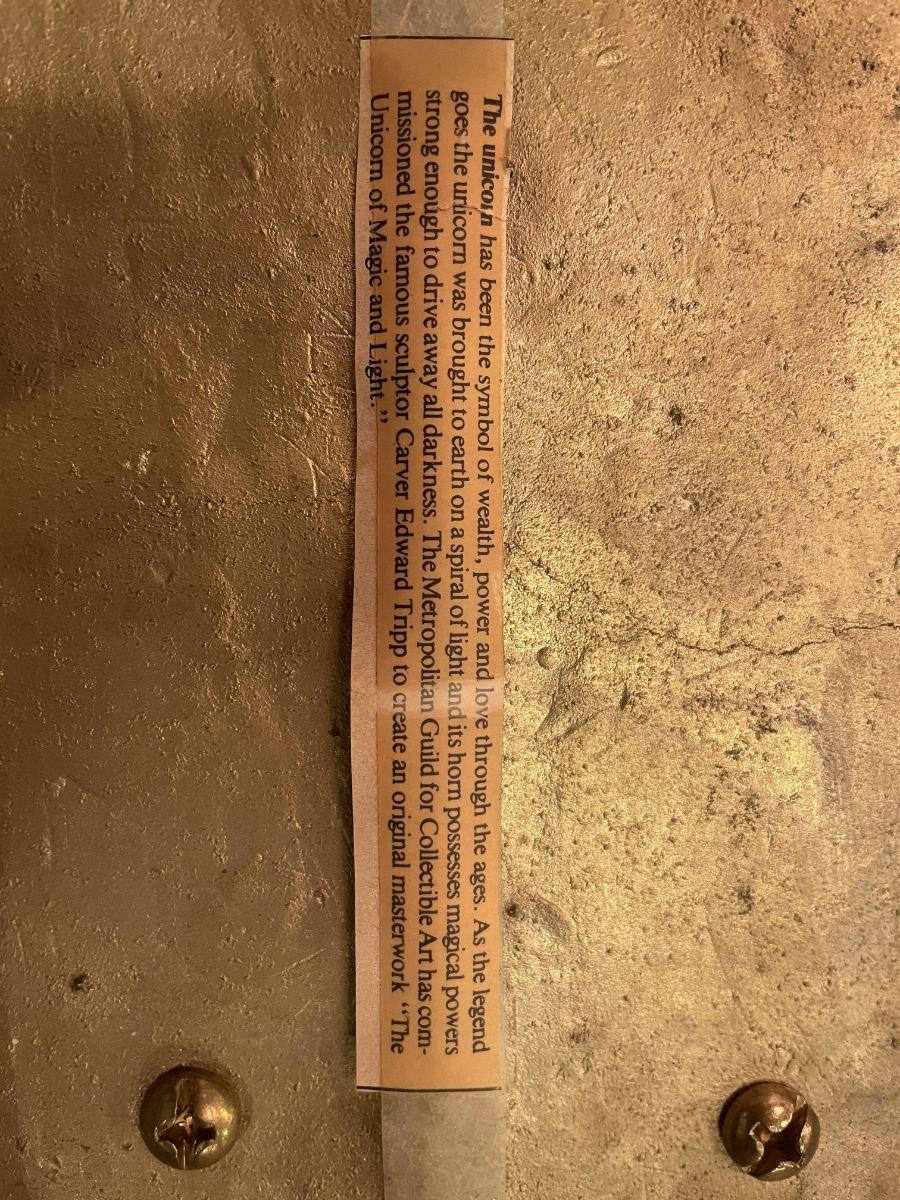 The unicorn has been the symbol of wealth, power and love through the ages. As the legend
goes the unicorn was brought to earth on a spiral of light and its horn possesses magical powers
strong enough to drive away all darkness. The Metropolitan Guild for Collectible Art has com-
missioned the famous sculptor Carver Edward Tripp to create an original masterwork “The
Unicorn of Magic and Light.”